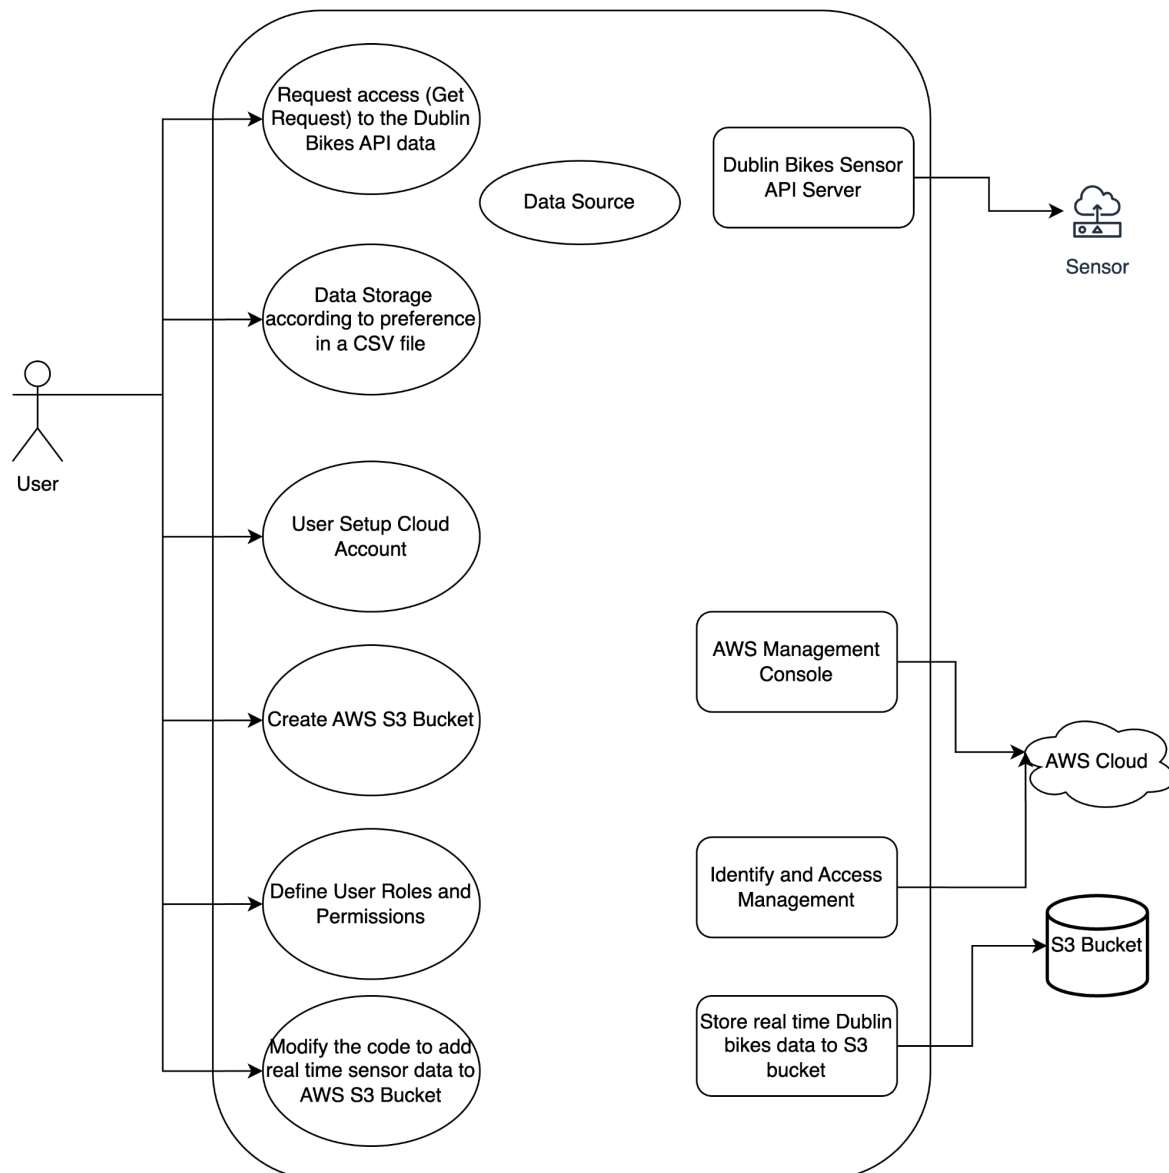 Request access (Get
Request) to the Dublin
Bikes API data
Dublin Bikes Sensor
API Server
Data Source
Sensor
Data Storage
according to preference
in a CSV file
User
User Setup Cloud
Account
AWS Management
Console
Create AWS S3 Bucket
AWS Cloud
Define User Roles and
Permissions
Identify and Access
Management
S3 Bucket
Modify the code to add
real time sensor data to
AWS S3 Bucket
Store real time Dublin
bikes data to S3
bucket